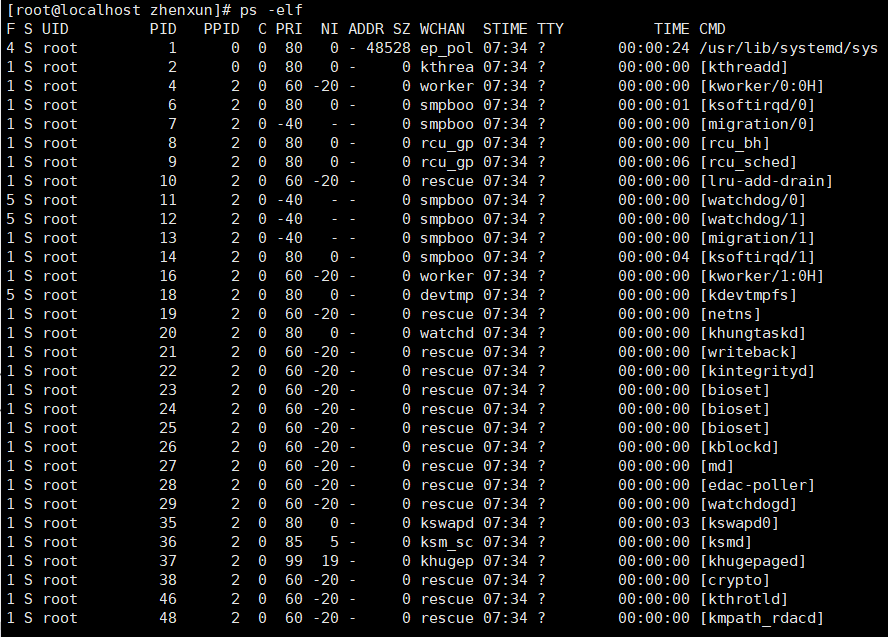 [root@localhost zhenxun]# ps -elf
F S UID        PID   PPID  C PRI  NI ADDR SZ WCHAN  STIME TTY          TIME CMD
4 S root         1      0  0  80   0 - 48528 ep_pol 07:34 ?        00:00:24 /usr/lib/systemd/sys
1 S root         2      0  0  80   0 -     0 kthrea 07:34 ?        00:00:00 [kthreadd]
1 S root         4      2  0  60 -20 -     0 worker 07:34 ?        00:00:00 [kworker/0:0H]
1 S root         6      2  0  80   0 -     0 smpboo 07:34 ?        00:00:01 [ksoftirqd/0]
1 S root         7      2  0 -40   - -     0 smpboo 07:34 ?        00:00:00 [migration/0]
1 S root         8      2  0  80   0 -     0 rcu_gp 07:34 ?        00:00:00 [rcu_bh]
1 S root         9      2  0  80   0 -     0 rcu_gp 07:34 ?        00:00:06 [rcu_sched]
1 S root        10      2  0  60 -20 -     0 rescue 07:34 ?        00:00:00 [lru-add-drain]
5 S root        11      2  0 -40   - -     0 smpboo 07:34 ?        00:00:00 [watchdog/0]
5 S root        12      2  0 -40   - -     0 smpboo 07:34 ?        00:00:00 [watchdog/1]
1 S root        13      2  0 -40   - -     0 smpboo 07:34 ?        00:00:00 [migration/1]
1 S root        14      2  0  80   0 -     0 smpboo 07:34 ?        00:00:04 [ksoftirqd/1]
1 S root        16      2  0  60 -20 -     0 worker 07:34 ?        00:00:00 [kworker/1:0H]
5 S root        18      2  0  80   0 -     0 devtmp 07:34 ?        00:00:00 [kdevtmpfs]
1 S root        19      2  0  60 -20 -     0 rescue 07:34 ?        00:00:00 [netns]
1 S root        20      2  0  80   0 -     0 watchd 07:34 ?        00:00:00 [khungtaskd]
1 S root        21      2  0  60 -20 -     0 rescue 07:34 ?        00:00:00 [writeback]
1 S root        22      2  0  60 -20 -     0 rescue 07:34 ?        00:00:00 [kintegrityd]
1 S root        23      2  0  60 -20 -     0 rescue 07:34 ?        00:00:00 [bioset]
1 S root        24      2  0  60 -20 -     0 rescue 07:34 ?        00:00:00 [bioset]
1 S root        25      2  0  60 -20 -     0 rescue 07:34 ?        00:00:00 [bioset]
1 S root        26      2  0  60 -20 -     0 rescue 07:34 ?        00:00:00 [kblockd]
1 S root        27      2  0  60 -20 -     0 rescue 07:34 ?        00:00:00 [md]
1 S root        28      2  0  60 -20 -     0 rescue 07:34 ?        00:00:00 [edac-poller]
1 S root        29      2  0  60 -20 -     0 rescue 07:34 ?        00:00:00 [watchdogd]
1 S root        35      2  0  80   0 -     0 kswapd 07:34 ?        00:00:03 [kswapd0]
1 S root        36      2  0  85   5 -     0 ksm_sc 07:34 ?        00:00:00 [ksmd]
1 S root        37      2  0  99  19 -     0 khugep 07:34 ?        00:00:00 [khugepaged]
1 S root        38      2  0  60 -20 -     0 rescue 07:34 ?        00:00:00 [crypto]
1 S root        46      2  0  60 -20 -     0 rescue 07:34 ?        00:00:00 [kthrotld]
1 S root        48      2  0  60 -20 -     0 rescue 07:34 ?        00:00:00 [kmpath_rdacd]